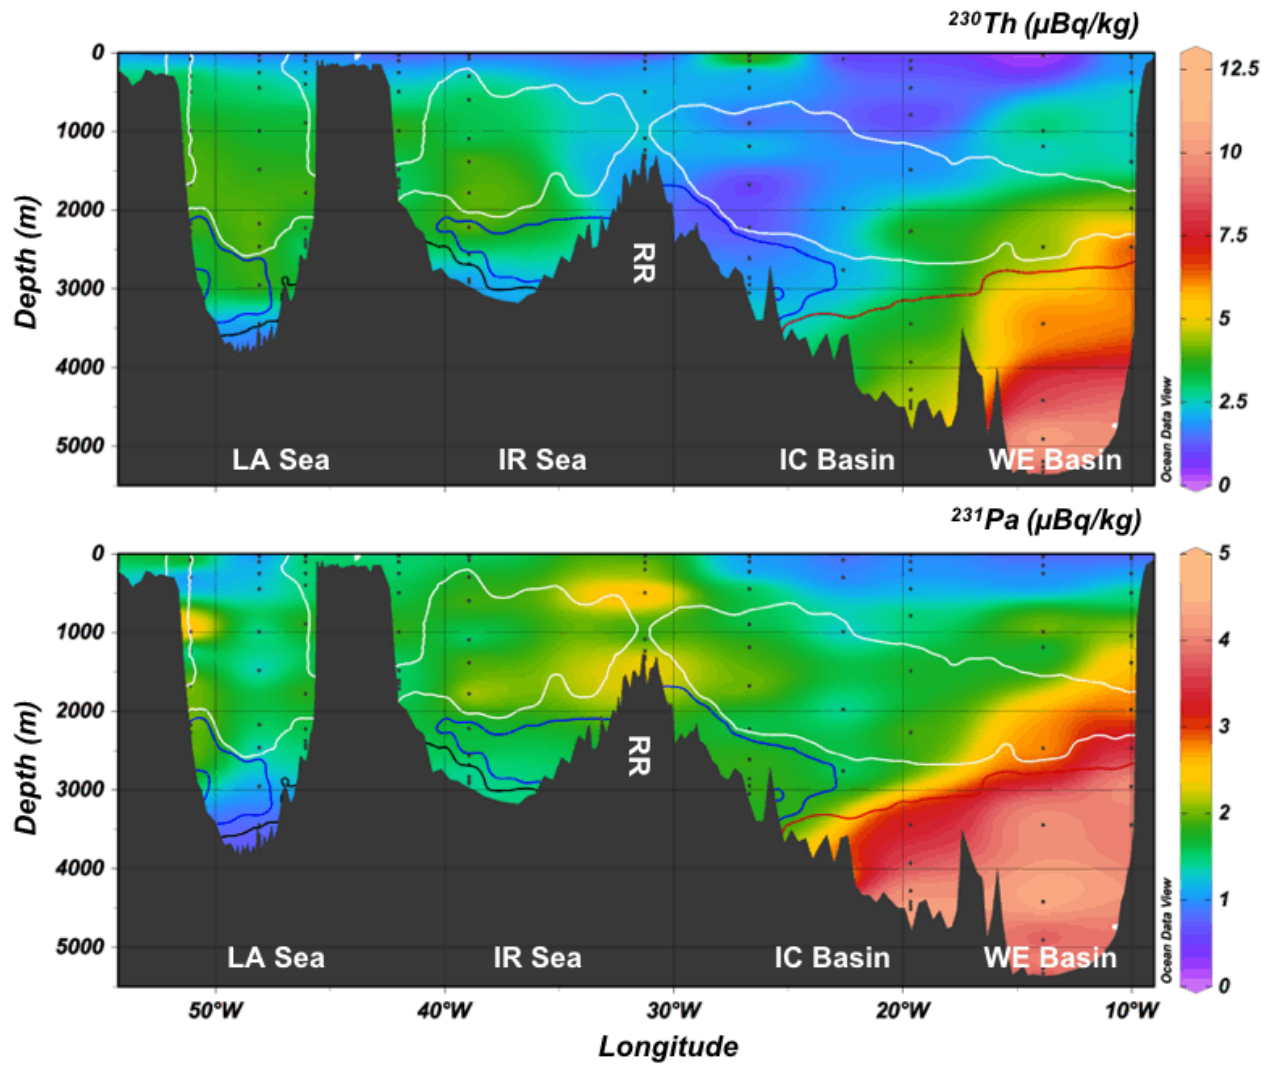 ²³⁰Th (µBq/kg)
0
1000
2000
3000
4000
5000
Depth (m)
RR
LA Sea
IR Sea
IC Basin
WE Basin
Ocean Data View
12.5
10
7.5
5
2.5
0
²³¹Pa (µBq/kg)
0
1000
2000
3000
4000
5000
Depth (m)
RR
LA Sea
IR Sea
IC Basin
WE Basin
Ocean Data View
5
4
3
2
1
0
50°W
40°W
30°W
20°W
10°W
Longitude